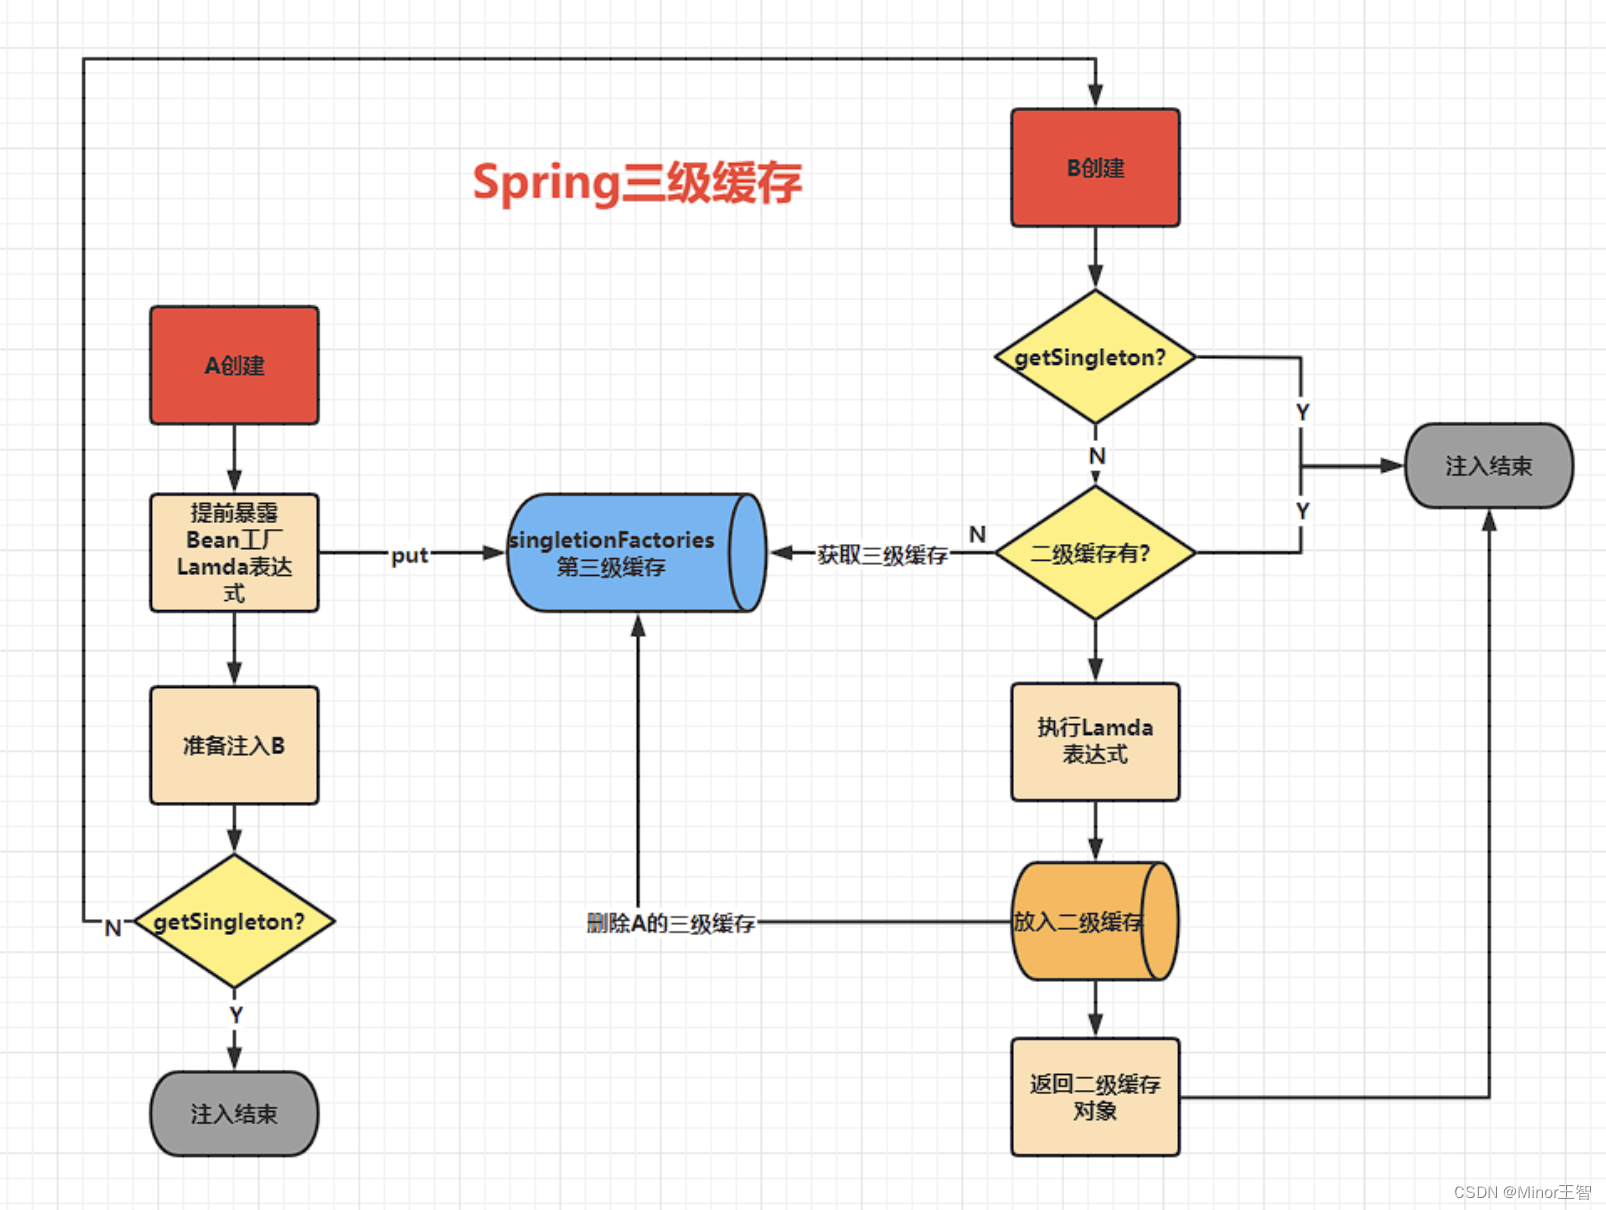 Spring三级缓存
A创建
提前暴露
Bean工厂
Lamda表达
式
put
singletionFactories
第三级缓存
准备注入B
getSingleton?
N
Y
注入结束
B创建
getSingleton?
Y
N
二级缓存有?
N
获取三级缓存
Y
注入结束
执行Lamda
表达式
放入二级缓存
删除A的三级缓存
返回二级缓存
对象
CSDN @Minor王智